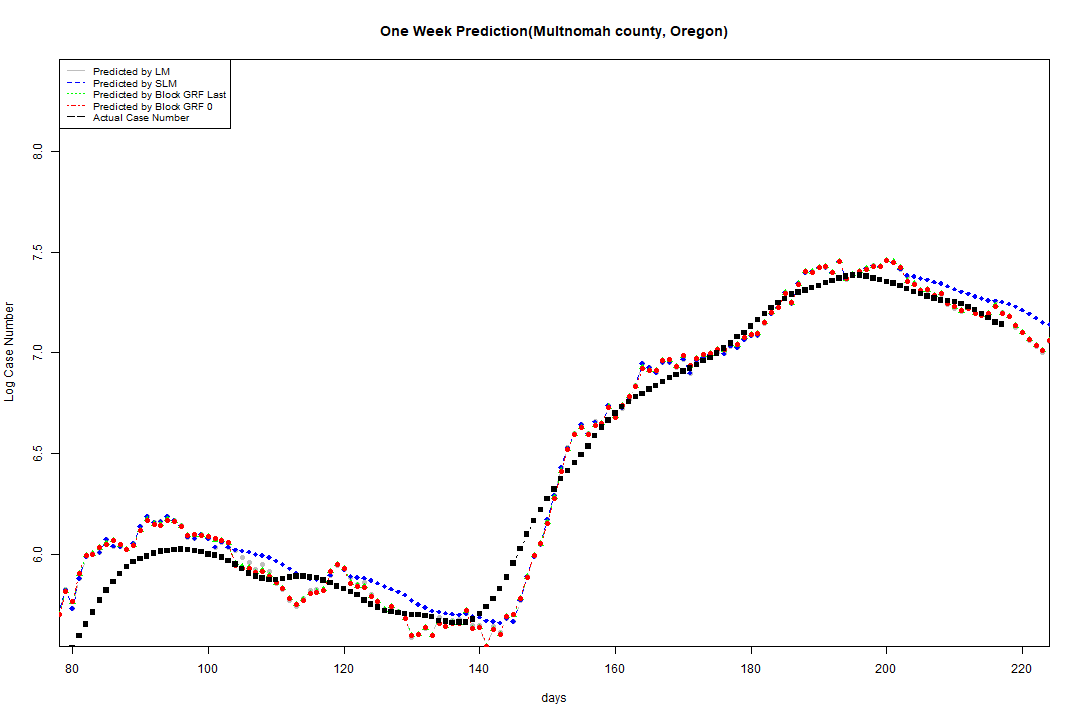 One Week Prediction(Multnomah county, Oregon)
Predicted by LM
Predicted by SLM
Predicted by Block GRF Last
Predicted by Block GRF 0
Actual Case Number
8.0
7.5
7.0
6.5
6.0
Log Case Number
80 100 120 140 160 180 200 220
days